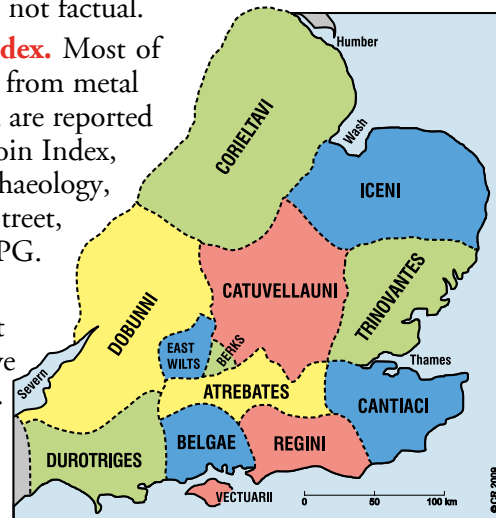 not factual.
dex. Most of
from metal
are reported
oin Index,
haeology,
treet,
PG.
t
ve
Humber
Wash
CORIELTAVI
ICENI
CATUVELLAUNI
TRINOVANTES
DOBUNNI
EAST
WILTS
BERKS
Severn
Thames
ATREBATES
CANTIACI
DUROTRIGES
BELGAE
REGINI
VECTUARII
0 50 100 km
©CR 2009